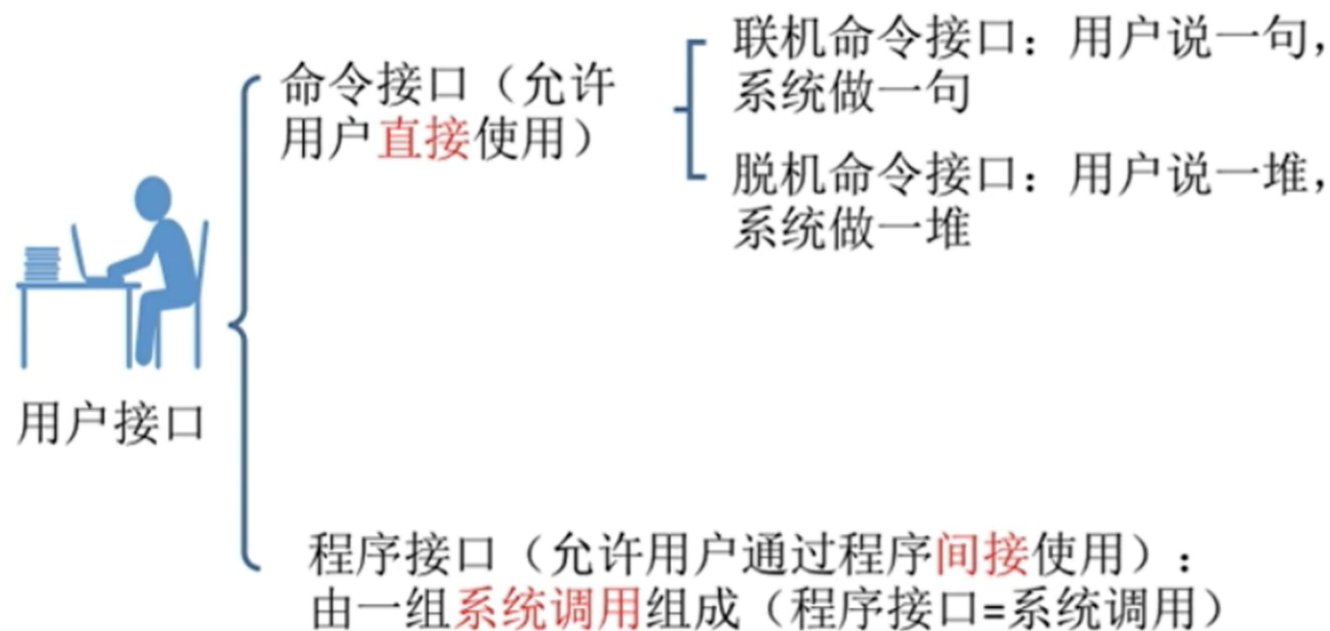 命令接口（允许
用户直接使用）
联机命令接口：用户说一句，
系统做一句
脱机命令接口：用户说一堆，
系统做一堆
用户接口
程序接口（允许用户通过程序间接使用）：
由一组系统调用组成（程序接口=系统调用）